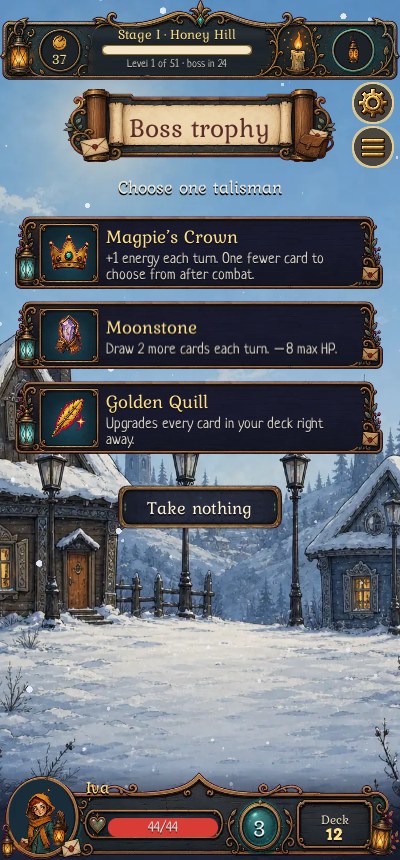 Stage 1 · Honey Hill
37
Level 1 of 51 · boss in 24
Boss trophy
Choose one talisman
Magpie's Crown
+1 energy each turn. One fewer card to
choose from after combat.
Moonstone
Draw 2 more cards each turn. −8 max HP.
Golden Quill
Upgrades every card in your deck right
away.
Take nothing
Iva
44/44
3
Deck
12